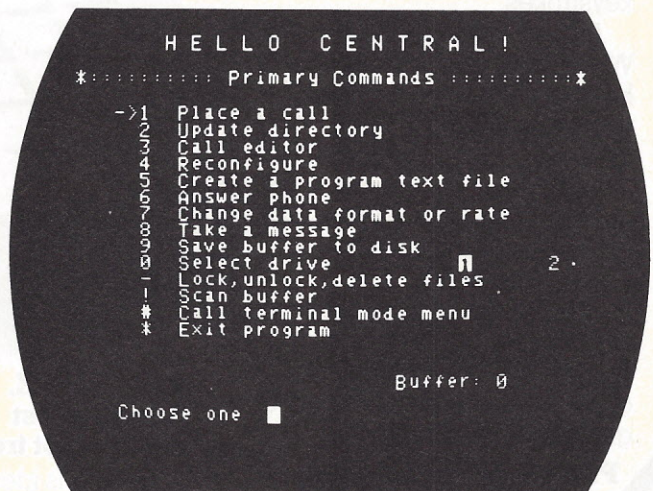 HELLO CENTRAL!
*:::::::::: Primary Commands ::::::::::*
->1 Place a call
2 Update directory
3 Call editor
4 Reconfigure
5 Create a program text file
6 Answer phone
7 Change data format or rate
8 Take a message
9 Save buffer to disk
0 Select drive 1 2
- Lock,unlock,delete files
! Scan buffer
# Call terminal mode menu
* Exit program
Buffer: 0
Choose one